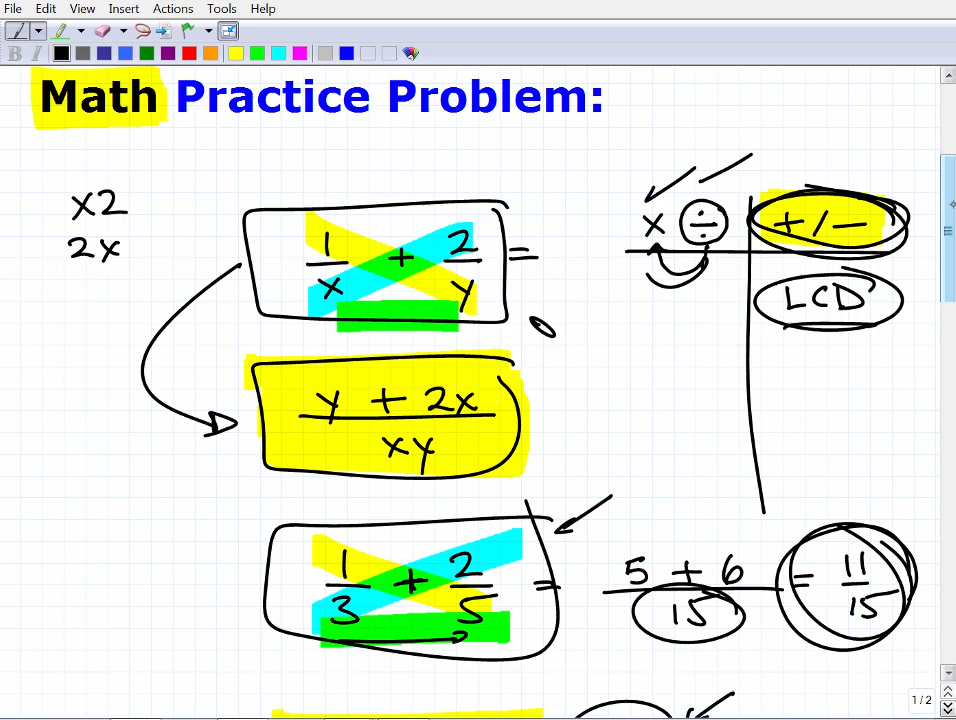 File Edit View Insert Actions Tools Help
B I
Math Practice Problem:
x2
2x
1/x + 2/y =
x ÷ +/−
LCD
y + 2x
xy
1/3 + 2/5 = 5 + 6/15 = 11/15
1/2